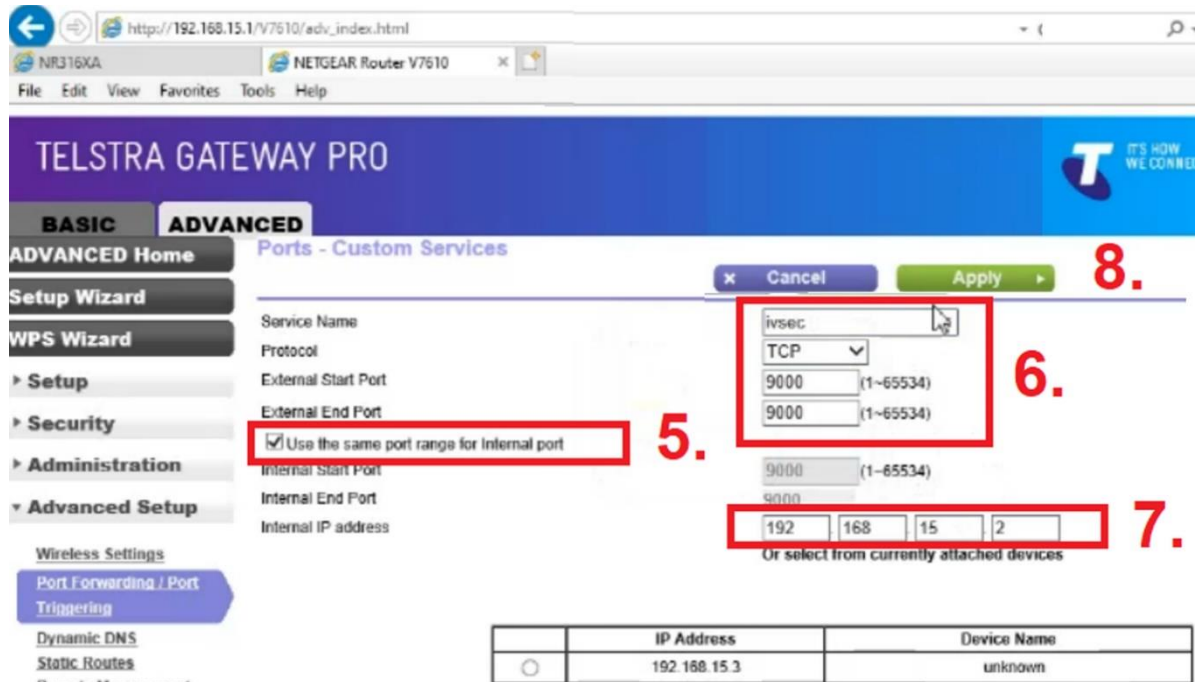 http://192.168.15.1/V7610/adv_index.html
NR316XA
NETGEAR Router V7610
File Edit View Favorites Tools Help
TELSTRA GATEWAY PRO
T
IT'S HOW
WE CONNE
BASIC ADVANCED
ADVANCED Home
Ports - Custom Services
× Cancel
Apply
8.
Setup Wizard
WPS Wizard
Setup
Security
Administration
Advanced Setup
Wireless Settings
Port Forwarding / Port
Triggering
Dynamic DNS
Static Routes
Service Name ivsec
Protocol TCP
External Start Port 9000 (1~65534)
External End Port 9000 (1~65534)
6.
Use the same port range for Internal port
5.
Internal Start Port 9000 (1~65534)
Internal End Port 9000
Internal IP address 192 . 168 . 15 . 2
7.
Or select from currently attached devices
IP Address Device Name
192.168.15.3 unknown